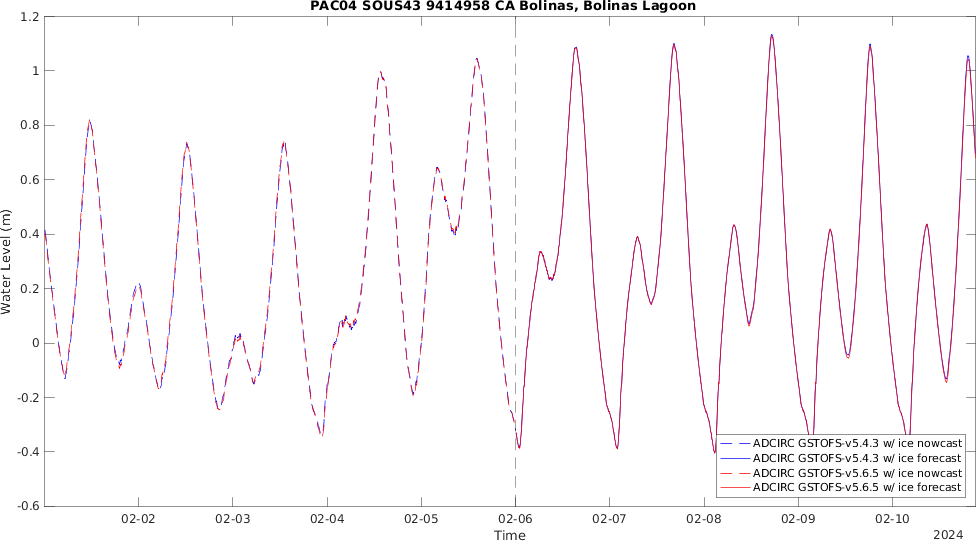 PAC04 SOUS43 9414958 CA Bolinas, Bolinas Lagoon
Water Level (m)
1.2
1
0.8
0.6
0.4
0.2
0
-0.2
-0.4
-0.6
ADCIRC GSTOFS-v5.4.3 w/ ice nowcast
ADCIRC GSTOFS-v5.4.3 w/ ice forecast
ADCIRC GSTOFS-v5.6.5 w/ ice nowcast
ADCIRC GSTOFS-v5.6.5 w/ ice forecast
02-02 02-03 02-04 02-05 02-06 02-07 02-08 02-09 02-10
Time
2024